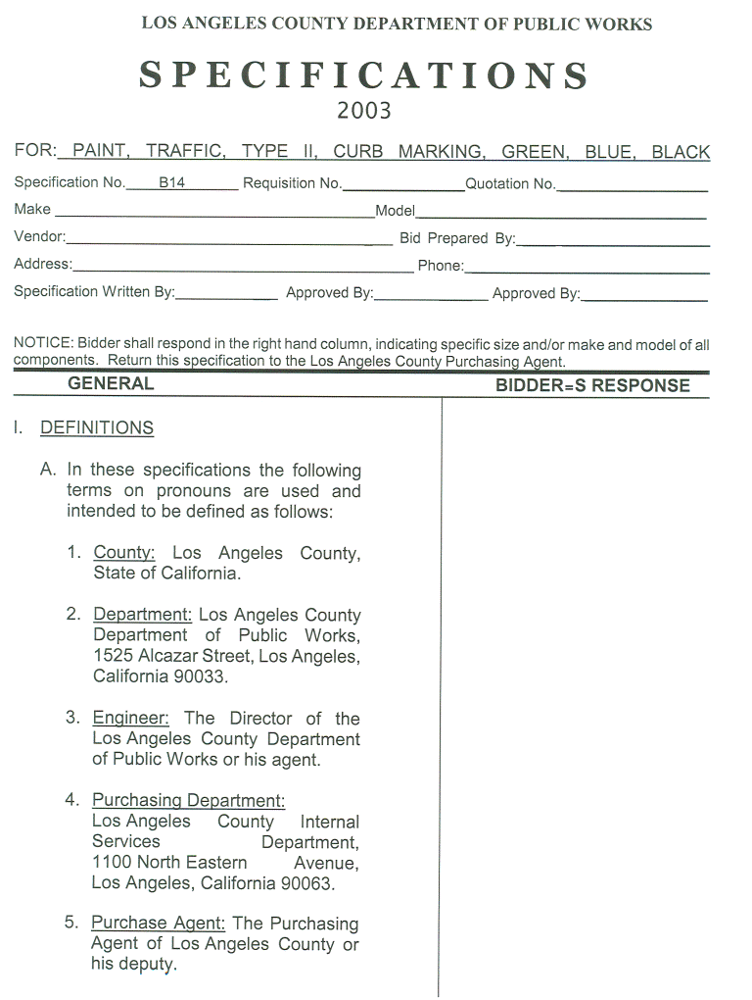 LOS ANGELES COUNTY DEPARTMENT OF PUBLIC WORKS
SPECIFICATIONS
2003
FOR: PAINT, TRAFFIC, TYPE II, CURB MARKING, GREEN, BLUE, BLACK
Specification No. B14 Requisition No. Quotation No.
Make Model
Vendor: Bid Prepared By:
Address: Phone:
Specification Written By: Approved By: Approved By:
NOTICE: Bidder shall respond in the right hand column, indicating specific size and/or make and model of all
components. Return this specification to the Los Angeles County Purchasing Agent.
GENERAL BIDDER=S RESPONSE
I. DEFINITIONS
A. In these specifications the following
terms on pronouns are used and
intended to be defined as follows:
1. County: Los Angeles County,
State of California.
2. Department: Los Angeles County
Department of Public Works,
1525 Alcazar Street, Los Angeles,
California 90033.
3. Engineer: The Director of the
Los Angeles County Department
of Public Works or his agent.
4. Purchasing Department:
Los Angeles County Internal
Services Department,
1100 North Eastern Avenue,
Los Angeles, California 90063.
5. Purchase Agent: The Purchasing
Agent of Los Angeles County or
his deputy.